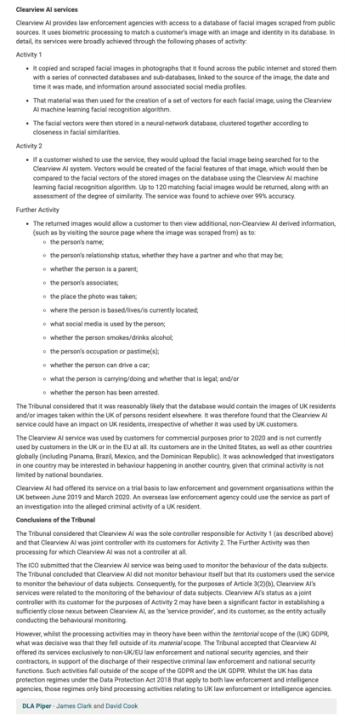 Clearview AI services
Clearview AI provides law enforcement agencies with access to a database of facial images scraped from public
sources. It uses biometric processing to match a customer's image with an image and identity in its database. In
detail, its services were broadly achieved through the following phases of activity:
Activity 1
• It copied and scraped facial images in photographs that it found across the public internet and stored them
with a series of connected databases and sub-databases, linked to the source of the image, the date and
time it was made, and information around associated social media profiles.
• That material was then used for the creation of a set of vectors for each facial image, using the Clearview
AI machine learning facial recognition algorithm.
• The facial vectors were then stored in a neural-network database, clustered together according to
closeness in facial similarities.
Activity 2
• If a customer wished to use the service, they would upload the facial image being searched for to the
Clearview AI system. Vectors would be created of the facial features of that image, which would then be
compared to the facial vectors of the stored images on the database using the Clearview AI machine
learning facial recognition algorithm. Up to 120 matching facial images would be returned, along with an
assessment of the degree of similarity. The service was found to achieve over 99% accuracy.
Further Activity
• The returned images would allow a customer to then view additional, non-Clearview AI derived information,
(such as by visiting the source page where the image was scraped from) as to:
○ the person's name;
○ the person's relationship status, whether they have a partner and who that may be;
○ whether the person is a parent;
○ the person's associates;
○ the place the photo was taken;
○ where the person is based/lives/is currently located;
○ what social media is used by the person;
○ whether the person smokes/drinks alcohol;
○ the person's occupation or pastime(s);
○ whether the person can drive a car;
○ what the person is carrying/doing and whether that is legal; and/or
○ whether the person has been arrested.
The Tribunal considered that it was reasonably likely that the database would contain the images of UK residents
and/or images taken within the UK of persons resident elsewhere. It was therefore found that the Clearview AI
service could have an impact on UK residents, irrespective of whether it was used by UK customers.
The Clearview AI service was used by customers for commercial purposes prior to 2020 and is not currently
used by customers in the UK or in the EU at all. Its customers are in the United States, as well as other countries
globally (including Panama, Brazil, Mexico, and the Dominican Republic). It was acknowledged that investigators
in one country may be interested in behaviour happening in another country, given that criminal activity is not
limited by national boundaries.
Clearview AI had offered its service on a trial basis to law enforcement and government organisations within the
UK between June 2019 and March 2020. An overseas law enforcement agency could use the service as part of
an investigation into the alleged criminal activity of a UK resident.
Conclusions of the Tribunal
The Tribunal considered that Clearview AI was the sole controller responsible for Activity 1 (as described above)
and that Clearview AI was joint controller with its customers for Activity 2. The Further Activity was then
processing for which Clearview AI was not a controller at all.
The ICO submitted that the Clearview AI service was being used to monitor the behaviour of the data subjects.
The Tribunal concluded that Clearview AI did not monitor behaviour itself but that its customers used the service
to monitor the behaviour of data subjects. Consequently, for the purposes of Article 3(2)(b), Clearview AI's
services were related to the monitoring of the behaviour of data subjects. Clearview AI's status as a joint
controller with its customer for the purposes of Activity 2 may have been a significant factor in establishing a
sufficiently close nexus between Clearview AI, as the 'service provider', and its customer, as the entity actually
conducting the behavioural monitoring.
However, whilst the processing activities may in theory have been within the territorial scope of the (UK) GDPR,
what was decisive was that they fell outside of its material scope. The Tribunal accepted that Clearview AI
offered its services exclusively to non-UK/EU law enforcement and national security agencies, and their
contractors, in support of the discharge of their respective criminal law enforcement and national security
functions. Such activities fall outside of the scope of the GDPR and the UK GDPR. Whilst the UK has data
protection regimes under the Data Protection Act 2018 that apply to both law enforcement and intelligence
agencies, those regimes only bind processing activities relating to UK law enforcement or intelligence agencies.
DLA Piper - James Clark and David Cook